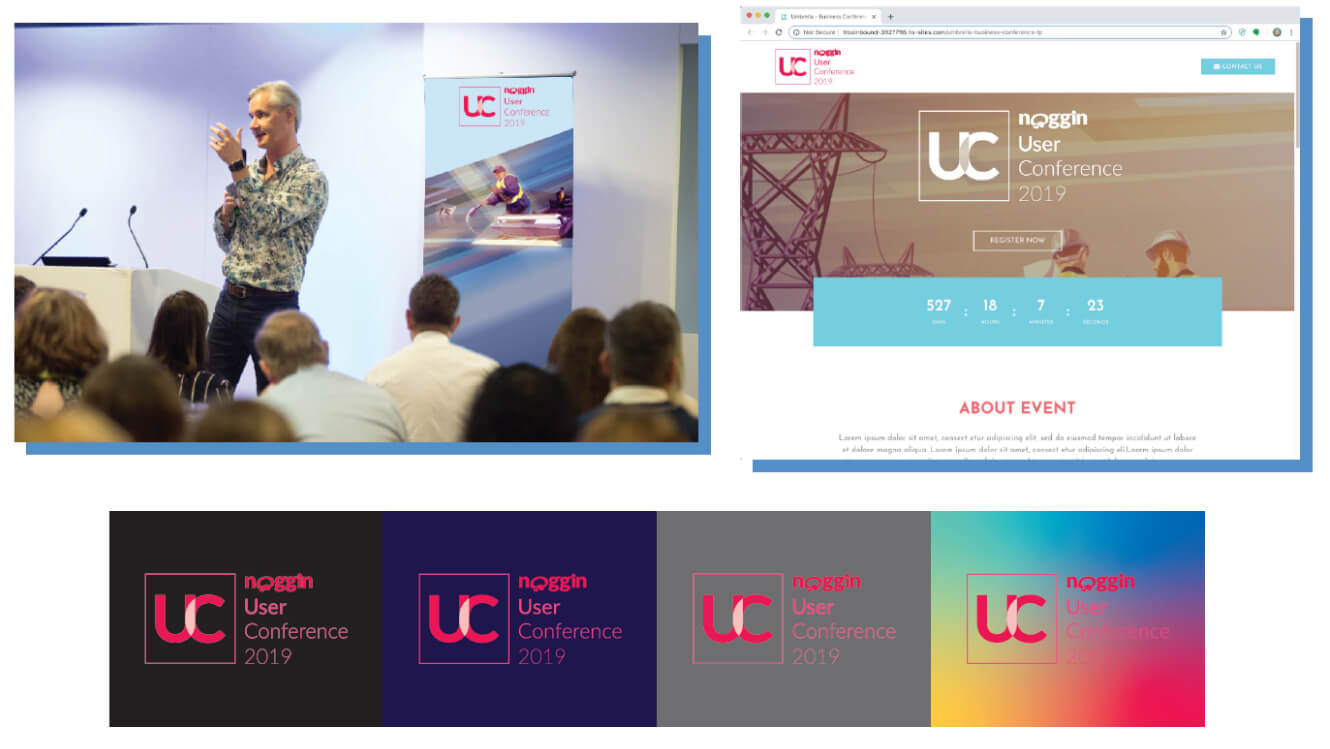 UC
noggin
User
Conference
2019
Umbrella - Business Conferen
Not Secure
CONTACT US
UC
noggin
User
Conference
2019
UC
noggin
User
Conference
2019
REGISTER NOW
527 : 18 : 7 : 23
DAYS HOURS MINUTES SECONDS
ABOUT EVENT
Lorem ipsum dolor sit amet, consect etur adipiscing elit, sed do eiusmod tempor incididunt ut labore
et dolore magna aliqua. Lorem ipsum dolor sit amet, consect etur adipiscing eli.Lorem ipsum dolor
UC
noggin
User
Conference
2019
UC
noggin
User
Conference
2019
UC
noggin
User
Conference
2019
UC
noggin
User
Conference
2019